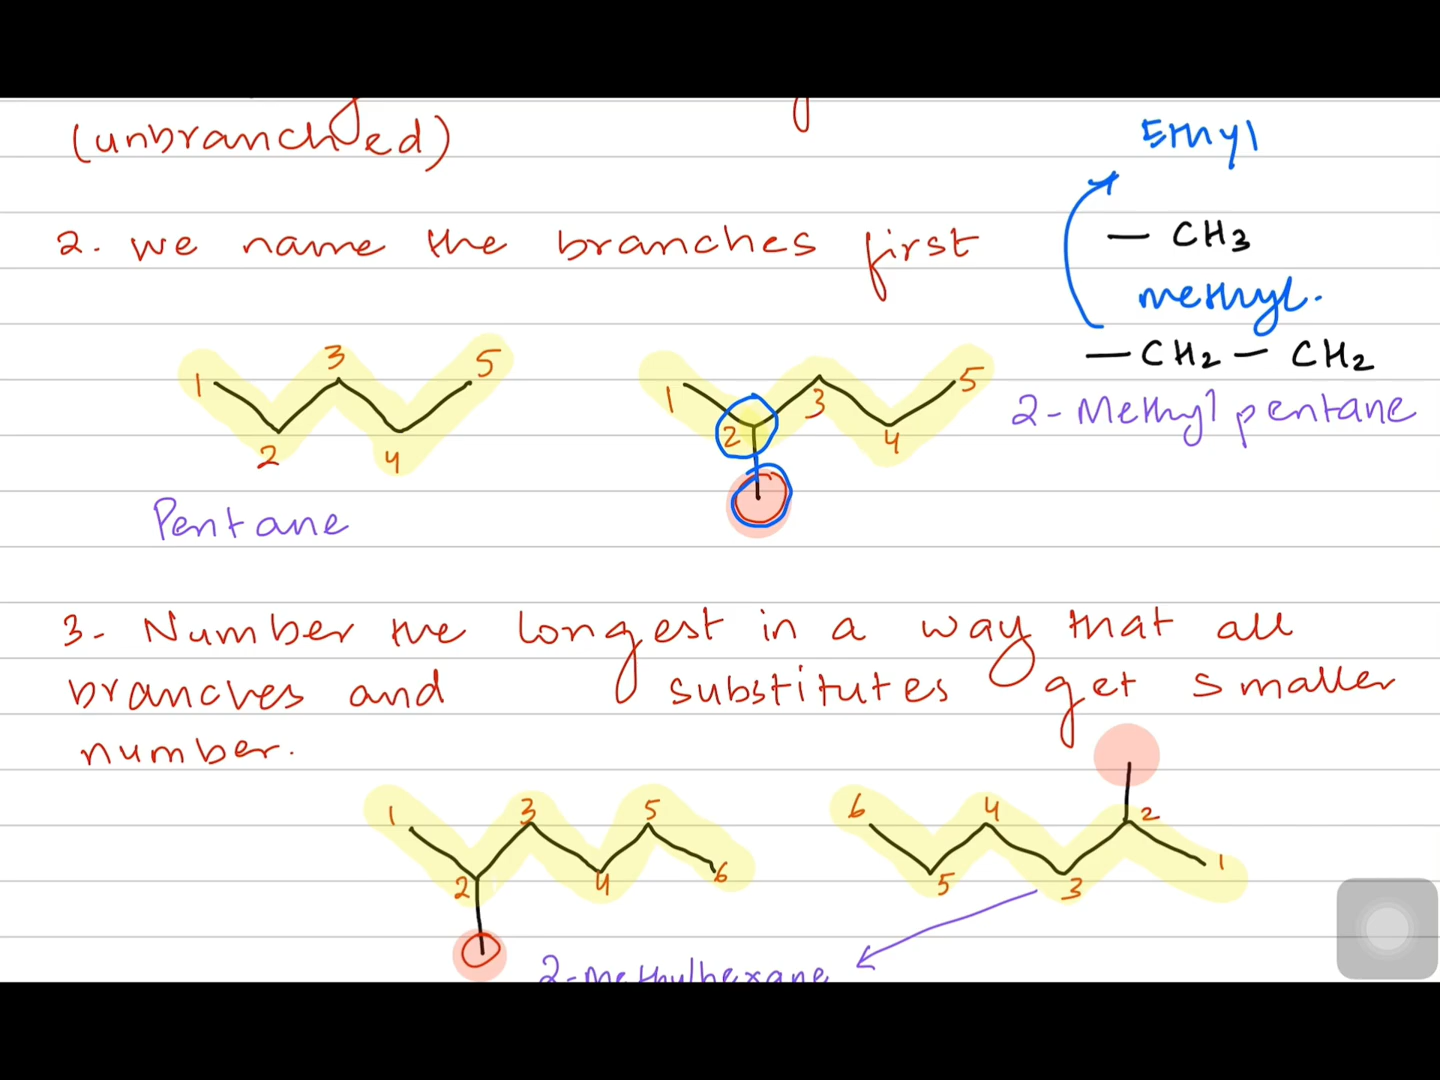 (unbranched)
Ethyl
2. we name the branches first
— CH3
methyl.
— CH2 — CH2
1 2 3 4 5
1 2 3 4 5
2- Methyl pentane
Pentane
3- Number the longest in a way that all
branches and substitutes get smaller
number.
1 2 3 4 5 6
6 5 4 3 2 1
2-methylhexane